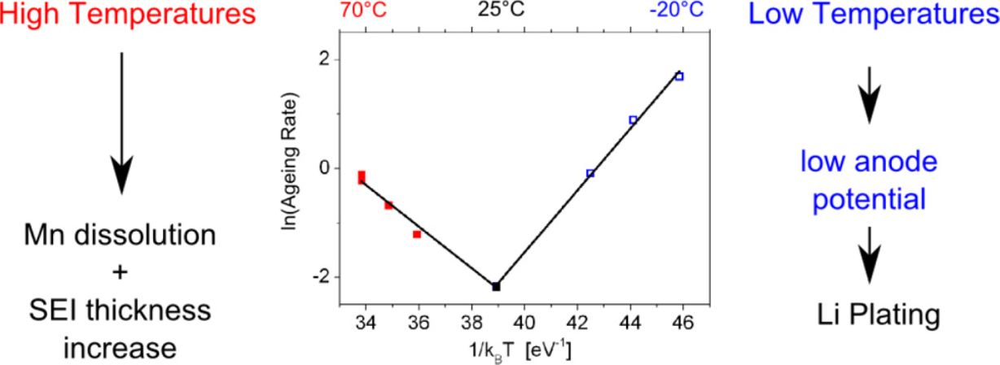 High Temperatures
Mn dissolution
+
SEI thickness
increase
70°C 25°C -20°C
ln(Ageing Rate)
2
0
-2
34 36 38 40 42 44 46
1/k_BT [eV⁻¹]
Low Temperatures
low anode
potential
Li Plating